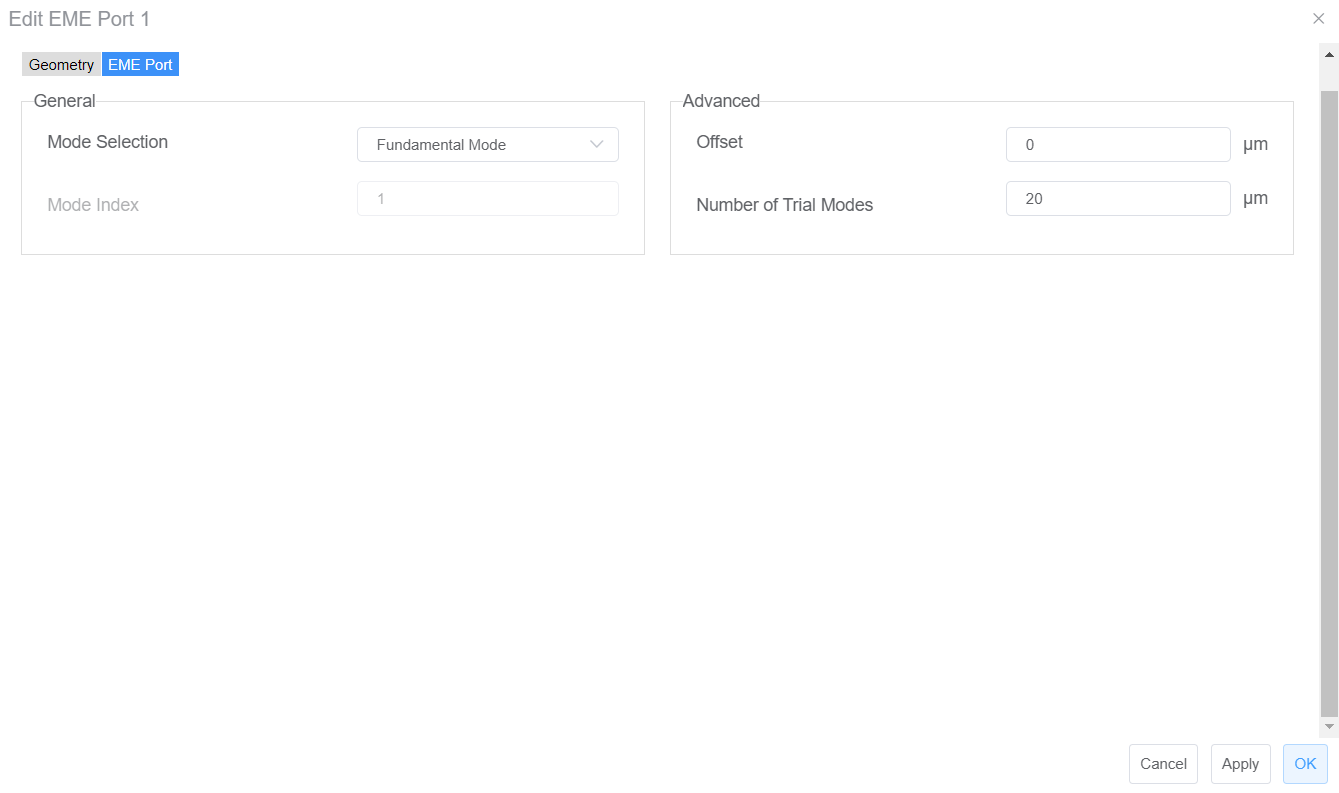 Edit EME Port 1
Geometry EME Port
General
Mode Selection Fundamental Mode
Mode Index 1
Advanced
Offset 0 µm
Number of Trial Modes 20 µm
Cancel Apply OK